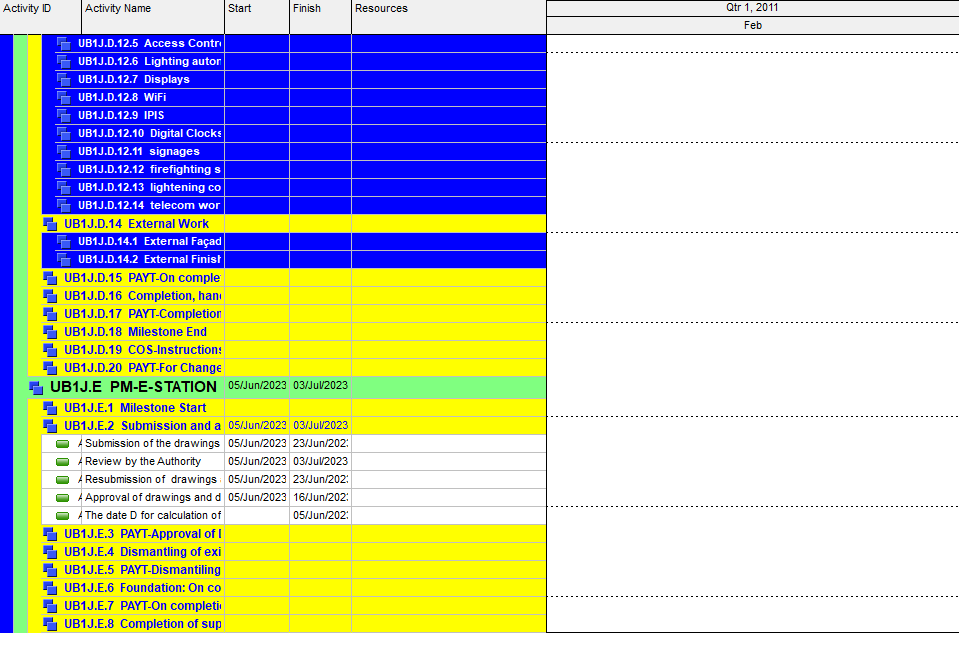 Activity ID Activity Name Start Finish Resources Qtr 1, 2011
Feb
UB1J.D.12.5 Access Contr
UB1J.D.12.6 Lighting autor
UB1J.D.12.7 Displays
UB1J.D.12.8 WiFi
UB1J.D.12.9 IPIS
UB1J.D.12.10 Digital Clocks
UB1J.D.12.11 signages
UB1J.D.12.12 firefighting s
UB1J.D.12.13 lightening co
UB1J.D.12.14 telecom wor
UB1J.D.14 External Work
UB1J.D.14.1 External Façad
UB1J.D.14.2 External Finish
UB1J.D.15 PAYT-On comple
UB1J.D.16 Completion, han
UB1J.D.17 PAYT-Completion
UB1J.D.18 Milestone End
UB1J.D.19 COS-Instructions
UB1J.D.20 PAYT-For Change
UB1J.E PM-E-STATION 05/Jun/2023 03/Jul/2023
UB1J.E.1 Milestone Start
UB1J.E.2 Submission and a 05/Jun/2023 03/Jul/2023
A Submission of the drawings 05/Jun/2023 23/Jun/2023
A Review by the Authority 05/Jun/2023 03/Jul/2023
A Resubmission of drawings 05/Jun/2023 23/Jun/2023
A Approval of drawings and d 05/Jun/2023 16/Jun/2023
A The date D for calculation of 05/Jun/2023
UB1J.E.3 PAYT-Approval of D
UB1J.E.4 Dismantling of exi
UB1J.E.5 PAYT-Dismantiling
UB1J.E.6 Foundation: On co
UB1J.E.7 PAYT-On completi
UB1J.E.8 Completion of sup